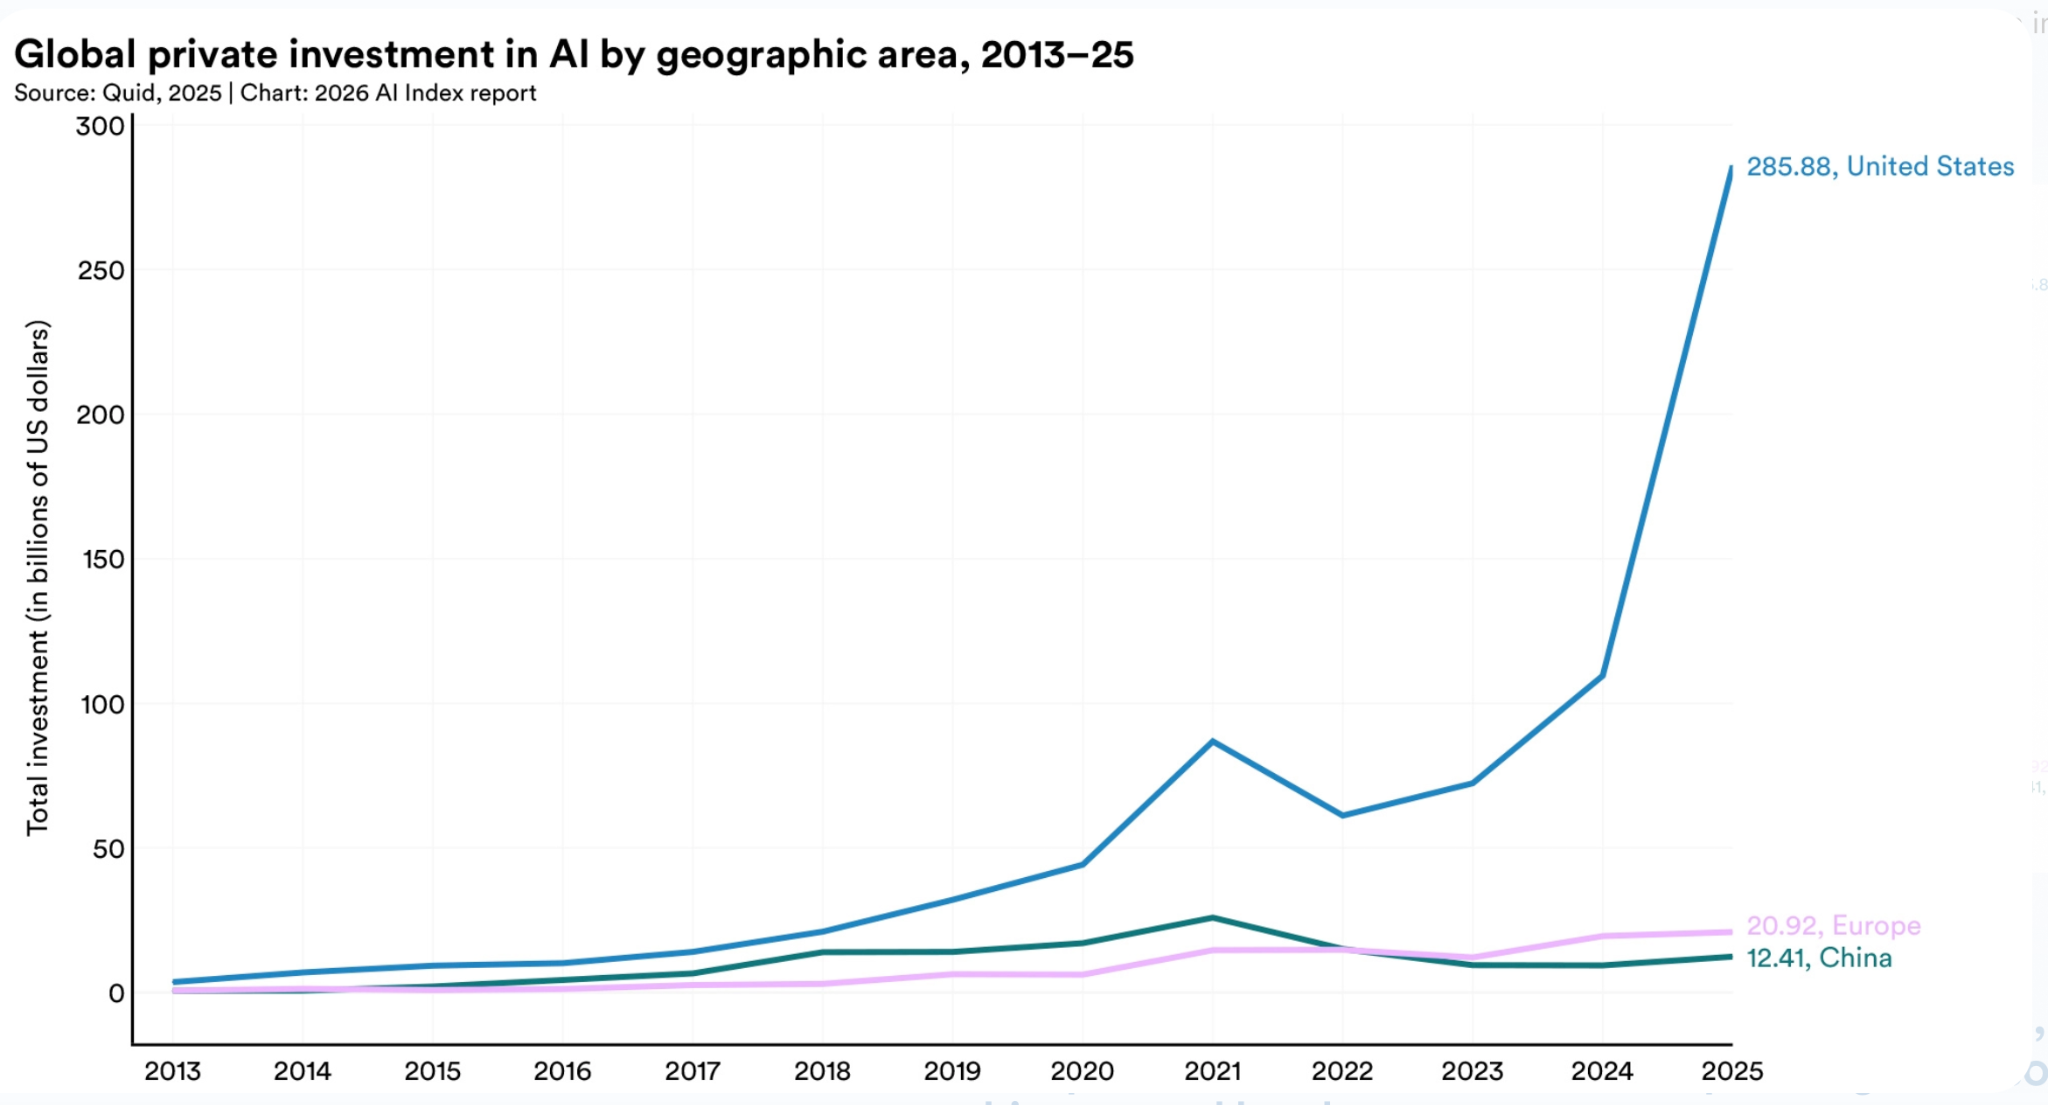 Global private investment in AI by geographic area, 2013–25
Source: Quid, 2025 | Chart: 2026 AI Index report
Total investment (in billions of US dollars)
300
250
200
150
100
50
0
285.88, United States
20.92, Europe
12.41, China
2013 2014 2015 2016 2017 2018 2019 2020 2021 2022 2023 2024 2025